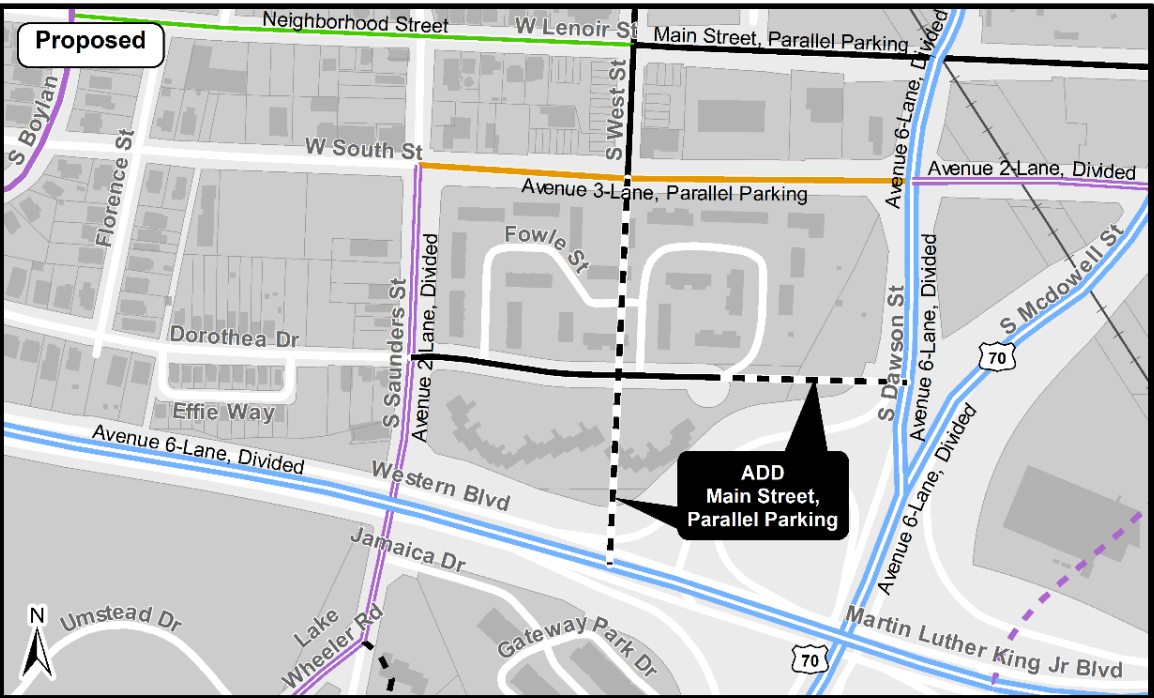 Proposed
Neighborhood Street
W Lenoir St
Main Street, Parallel Parking
Avenue 6-Lane, Divided
S Boylan
Florence St
W South St
S West St
Avenue 3-Lane, Parallel Parking
Avenue 2-Lane, Divided
Fowle St
S Saunders St
Avenue 2-Lane, Divided
Dorothea Dr
Effie Way
S Dawson St
Avenue 6-Lane, Divided
S Mcdowell St
70
Avenue 6-Lane, Divided
Avenue 6-Lane, Divided
Western Blvd
ADD
Main Street,
Parallel Parking
Jamaica Dr
N
Umstead Dr
Lake
Wheeler Rd
Gateway Park Dr
Martin Luther King Jr Blvd
70